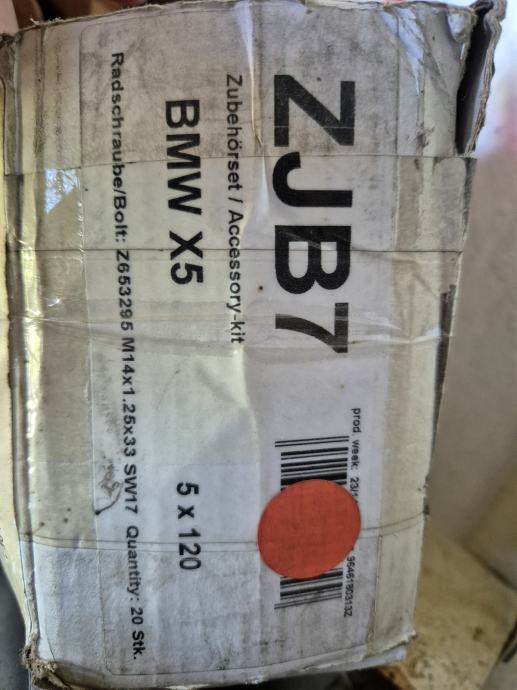 ZJB7
prod. week: 23/
Zubehörset / Accessory-kit
BMW X5 5 x 120
Radschraube/Bolt: Z653295 M14x1.25x33 SW17 Quantity: 20 Stk.